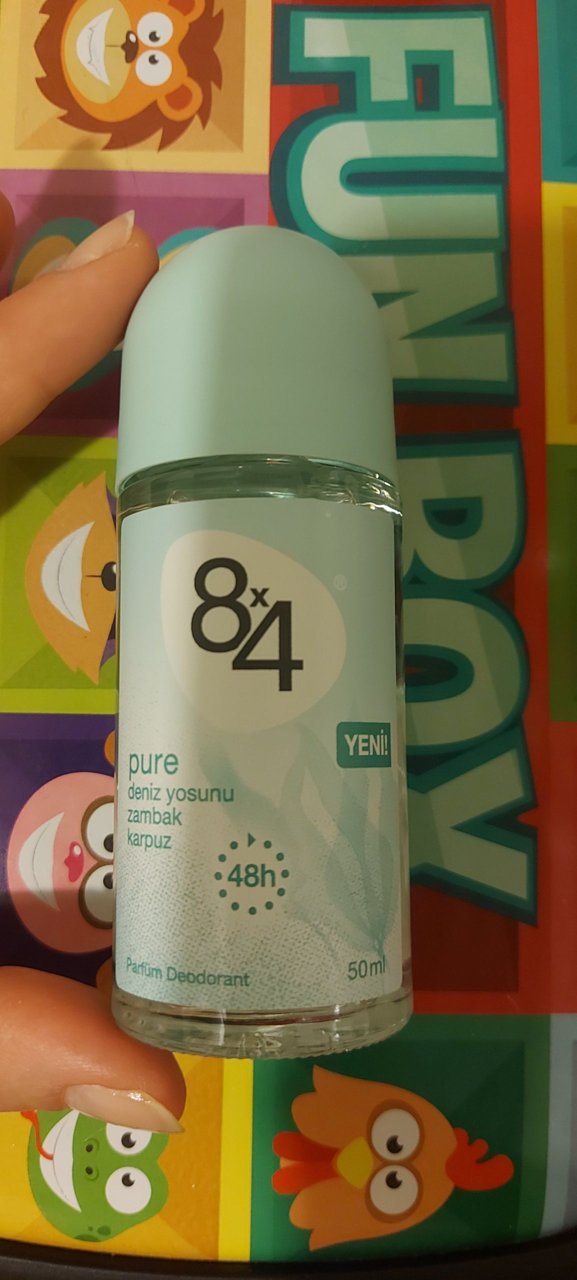 FUN BOX
8x4
®
YENİ!
pure
deniz yosunu
zambak
karpuz
48h
Parfüm Deodorant
50ml